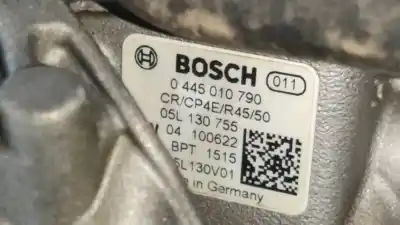 BOSCH 011
0 445 010 790
CR/CP4E/R45/50
05L 130 755
04 100622
BPT 1515
5L130V01
in Germany